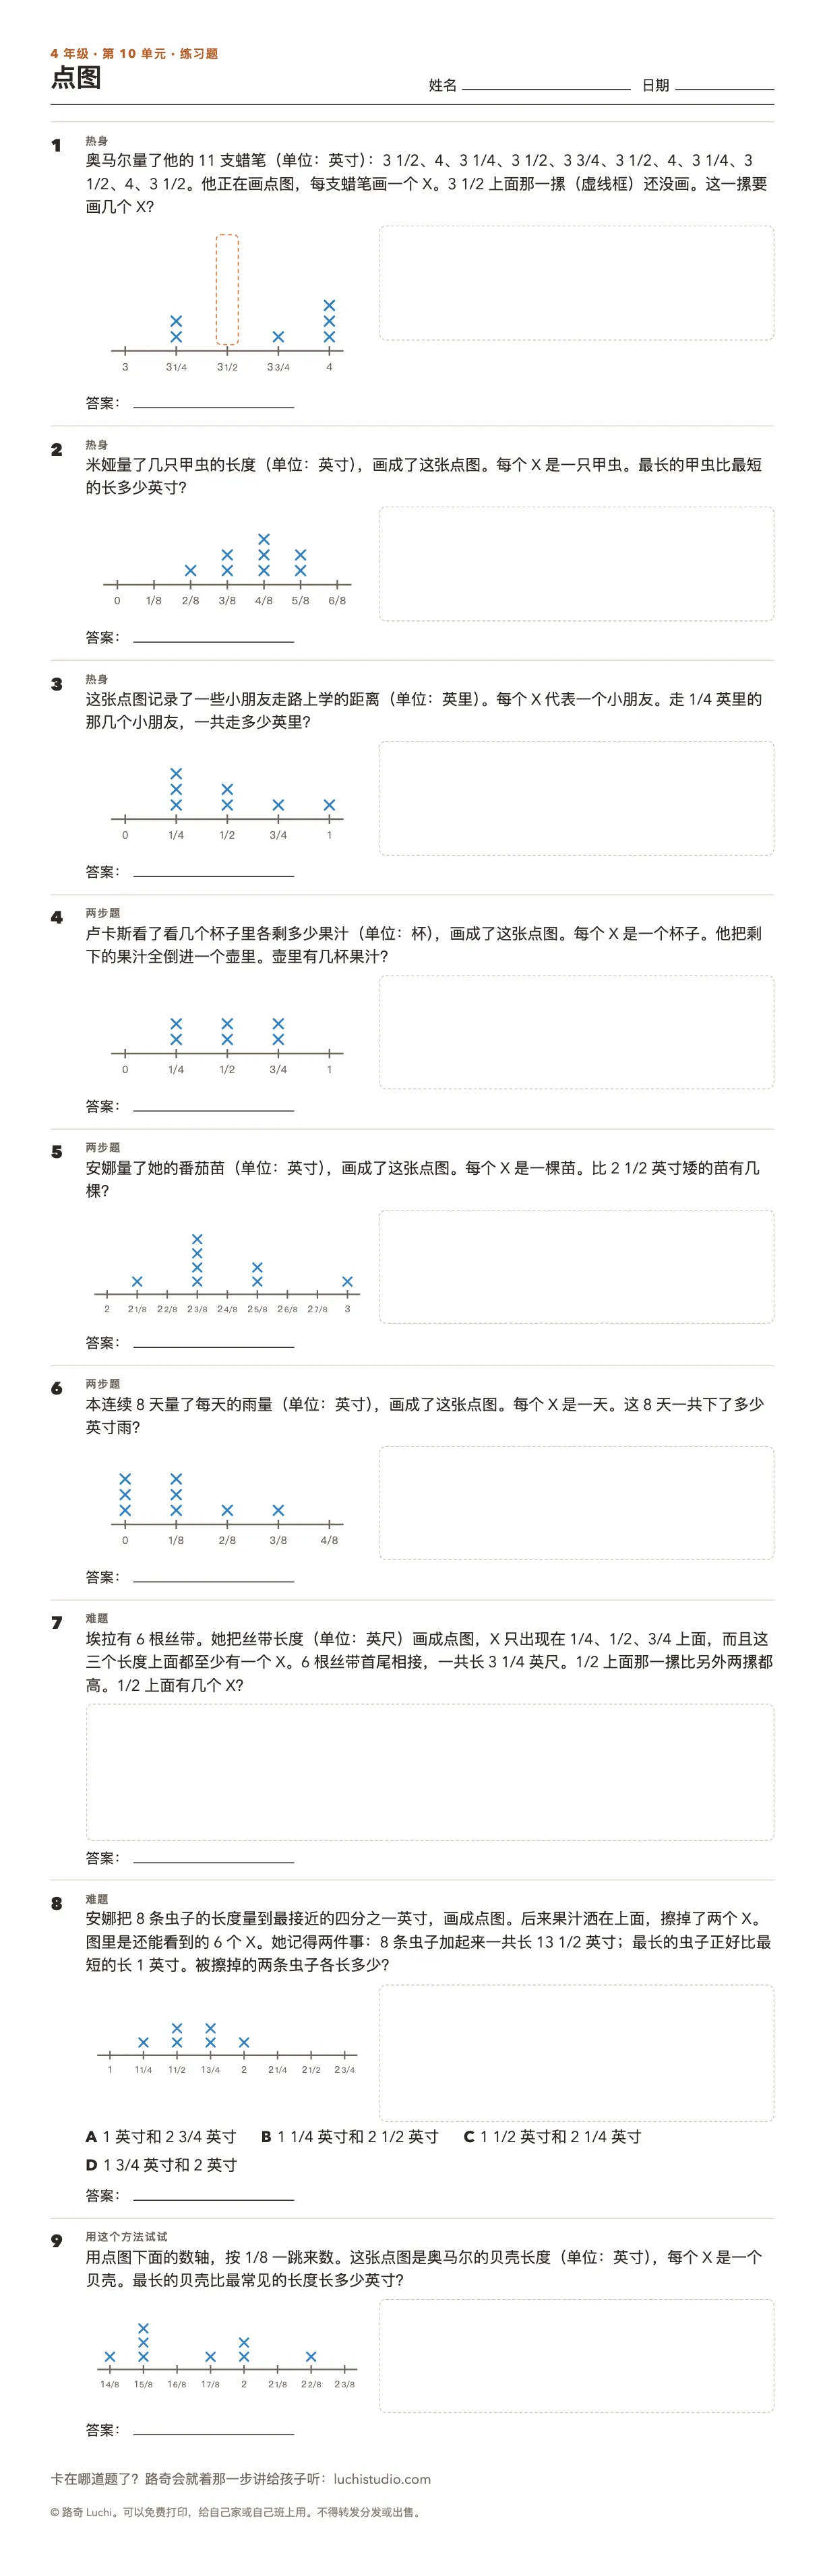 4 年级 · 第 10 单元 · 练习题
点图
姓名 日期
1
热身
奥马尔量了他的 11 支蜡笔（单位：英寸）：3 1/2、4、3 1/4、3 1/2、3 3/4、3 1/2、4、3 1/4、3
1/2、4、3 1/2。他正在画点图，每支蜡笔画一个 X。3 1/2 上面那一摞（虚线框）还没画。这一摞要
画几个 X？
3 3 1/4 3 1/2 3 3/4 4
答案：
2
热身
米娅量了几只甲虫的长度（单位：英寸），画成了这张点图。每个 X 是一只甲虫。最长的甲虫比最短
的长多少英寸？
0 1/8 2/8 3/8 4/8 5/8 6/8
答案：
3
热身
这张点图记录了一些小朋友走路上学的距离（单位：英里）。每个 X 代表一个小朋友。走 1/4 英里的
那几个小朋友，一共走多少英里？
0 1/4 1/2 3/4 1
答案：
4
两步题
卢卡斯看了看几个杯子里各剩多少果汁（单位：杯），画成了这张点图。每个 X 是一个杯子。他把剩
下的果汁全倒进一个壶里。壶里有几杯果汁？
0 1/4 1/2 3/4 1
答案：
5
两步题
安娜量了她的番茄苗（单位：英寸），画成了这张点图。每个 X 是一棵苗。比 2 1/2 英寸矮的苗有几
棵？
2 2 1/8 2 2/8 2 3/8 2 4/8 2 5/8 2 6/8 2 7/8 3
答案：
6
两步题
本连续 8 天量了每天的雨量（单位：英寸），画成了这张点图。每个 X 是一天。这 8 天一共下了多少
英寸雨？
0 1/8 2/8 3/8 4/8
答案：
7
难题
埃拉有 6 根丝带。她把丝带长度（单位：英尺）画成点图，X 只出现在 1/4、1/2、3/4 上面，而且这
三个长度上面都至少有一个 X。6 根丝带首尾相接，一共长 3 1/4 英尺。1/2 上面那一摞比另外两摞都
高。1/2 上面有几个 X？
答案：
8
难题
安娜把 8 条虫子的长度量到最接近的四分之一英寸，画成点图。后来果汁洒在上面，擦掉了两个 X。
图里是还能看到的 6 个 X。她记得两件事：8 条虫子加起来一共长 13 1/2 英寸；最长的虫子正好比最
短的长 1 英寸。被擦掉的两条虫子各长多少？
1 1 1/4 1 1/2 1 3/4 2 2 1/4 2 1/2 2 3/4
A 1 英寸和 2 3/4 英寸 B 1 1/4 英寸和 2 1/2 英寸 C 1 1/2 英寸和 2 1/4 英寸
D 1 3/4 英寸和 2 英寸
答案：
9
用这个方法试试
用点图下面的数轴，按 1/8 一跳来数。这张点图是奥马尔的贝壳长度（单位：英寸），每个 X 是一个
贝壳。最长的贝壳比最常见的长度长多少英寸？
1 4/8 1 5/8 1 6/8 1 7/8 2 2 1/8 2 2/8 2 3/8
答案：
卡在哪道题了？路奇会就着那一步讲给孩子听：luchistudio.com
© 路奇 Luchi。可以免费打印，给自己家或自己班上用。不得转发分发或出售。